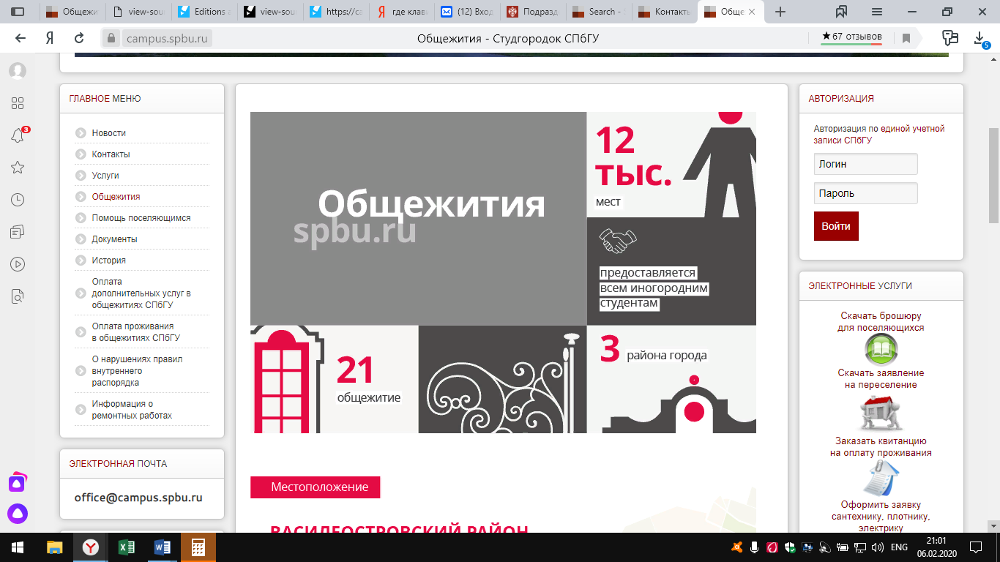 Общежи
view-sou
Editions a
view-sou
https://ca
где клав
(12) Вход
Подразд
Search -
Контакть
Обще
campus.spbu.ru
Общежития - Студгородок СПбГУ
★67 отзывов
5
3
ГЛАВНОЕ МЕНЮ
Новости
Контакты
Услуги
Общежития
Помощь поселяющимся
Документы
История
Оплата
дополнительных услуг в
общежитиях СПбГУ
Оплата проживания
в общежитиях СПбГУ
О нарушениях правил
внутреннего
распорядка
Информация о
ремонтных работах
ЭЛЕКТРОННАЯ ПОЧТА
office@campus.spbu.ru
Общежития
spbu.ru
12
тыс.
мест
предоставляется
всем иногородним
студентам
21
общежитие
3 района города
Местоположение
ВАСИЛЕОСТРОВСКИЙ РАЙОН
АВТОРИЗАЦИЯ
Авторизация по единой учетной
записи СПбГУ
Логин
Пароль
Войти
ЭЛЕКТРОННЫЕ УСЛУГИ
Скачать брошюру
для поселяющихся
Скачать заявление
на переселение
Заказать квитанцию
на оплату проживания
Оформить заявку
сантехнику, плотнику,
электрику
ENG
21:01
06.02.2020